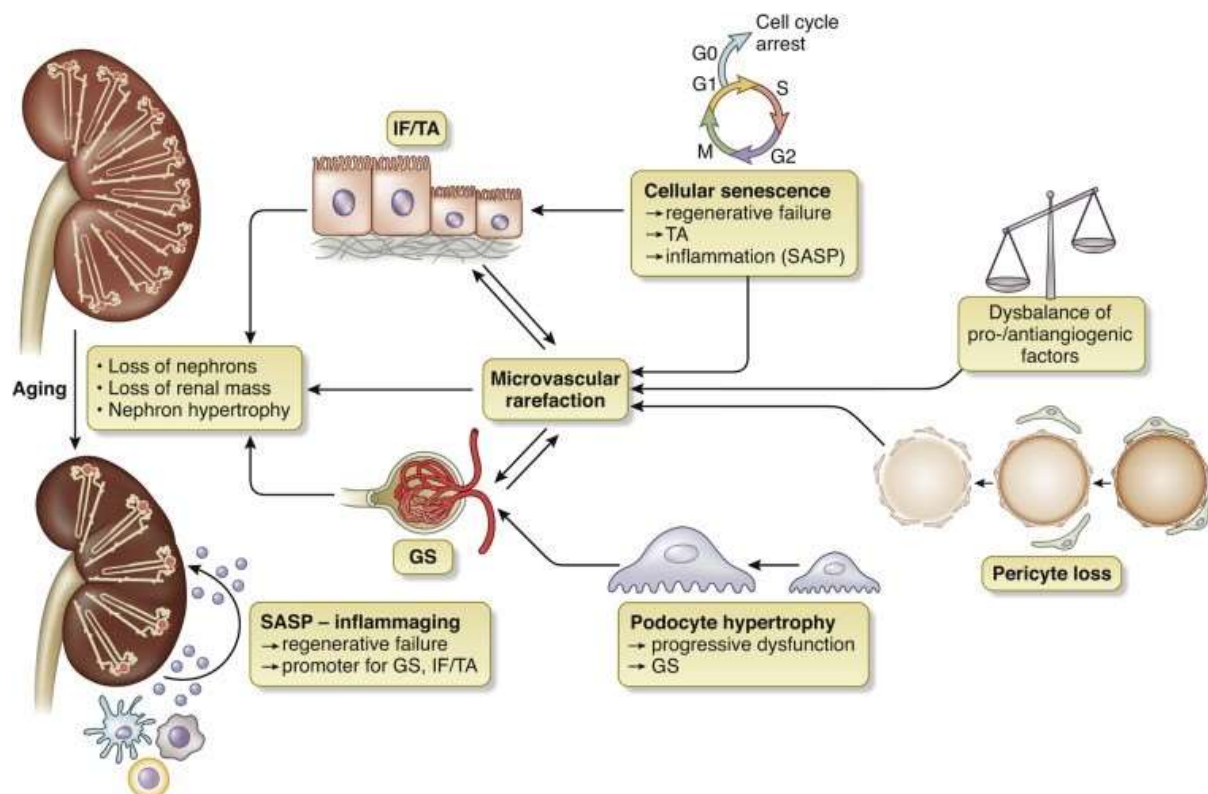 Cell cycle
arrest
G0
G1
S
M
G2
IF/TA
Cellular senescence
→ regenerative failure
→ TA
→ inflammation (SASP)
Dysbalance of
pro-/antiangiogenic
factors
Aging
• Loss of nephrons
• Loss of renal mass
• Nephron hypertrophy
Microvascular
rarefaction
GS
Pericyte loss
SASP – inflammaging
→ regenerative failure
→ promoter for GS, IF/TA
Podocyte hypertrophy
→ progressive dysfunction
→ GS